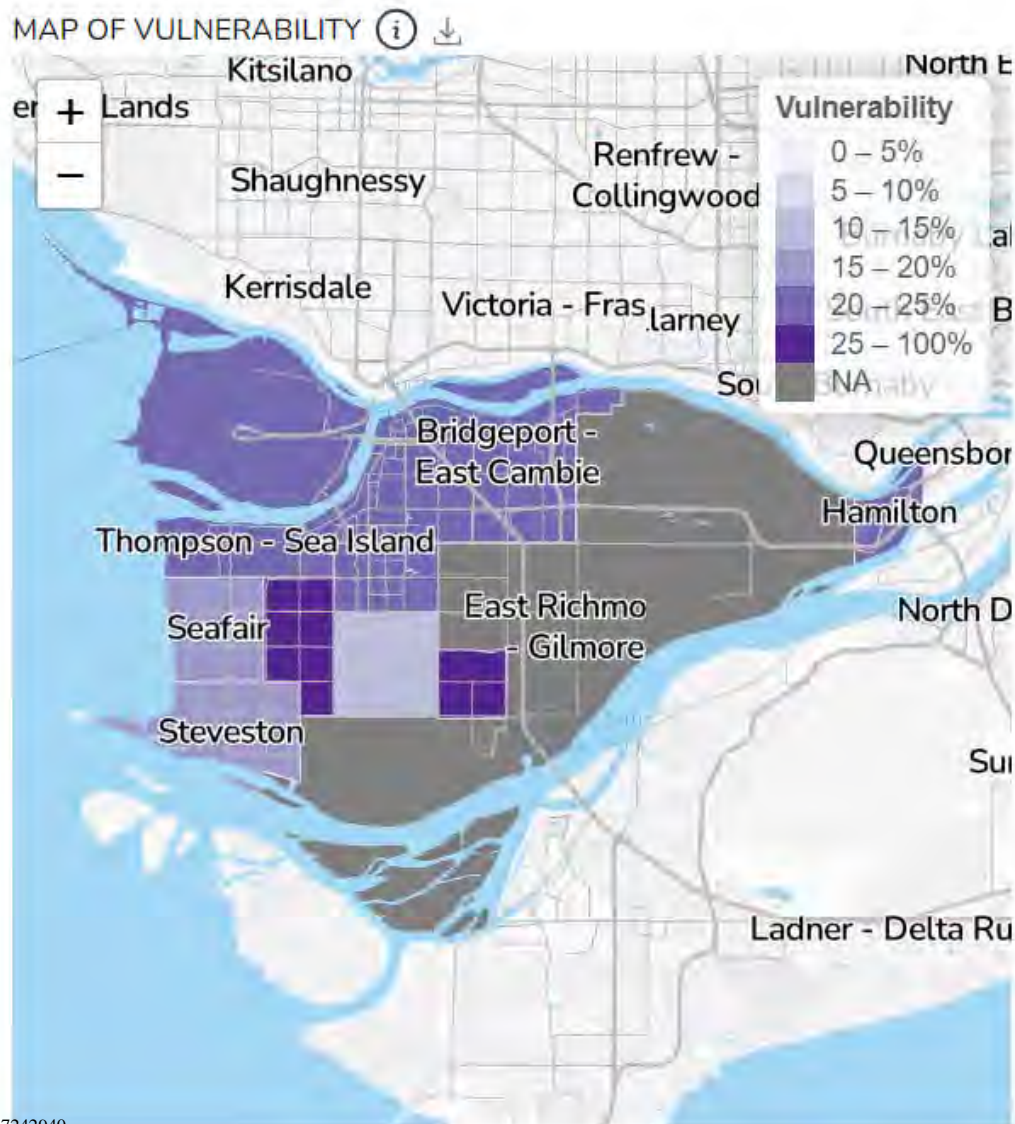 MAP OF VULNERABILITY i
Kitsilano
North E
+
Lands
Vulnerability
0 – 5%
Renfrew -
Collingwood
5 – 10%
Shaughnessy
10 – 15%
15 – 20%
Kerrisdale
Victoria - Fras
larney
20 – 25%
B
25 – 100%
NA
Sou
Bridgeport -
East Cambie
Queensbor
Hamilton
Thompson - Sea Island
Seafair
East Richmo
- Gilmore
North D
Steveston
Sur
Ladner - Delta Ru